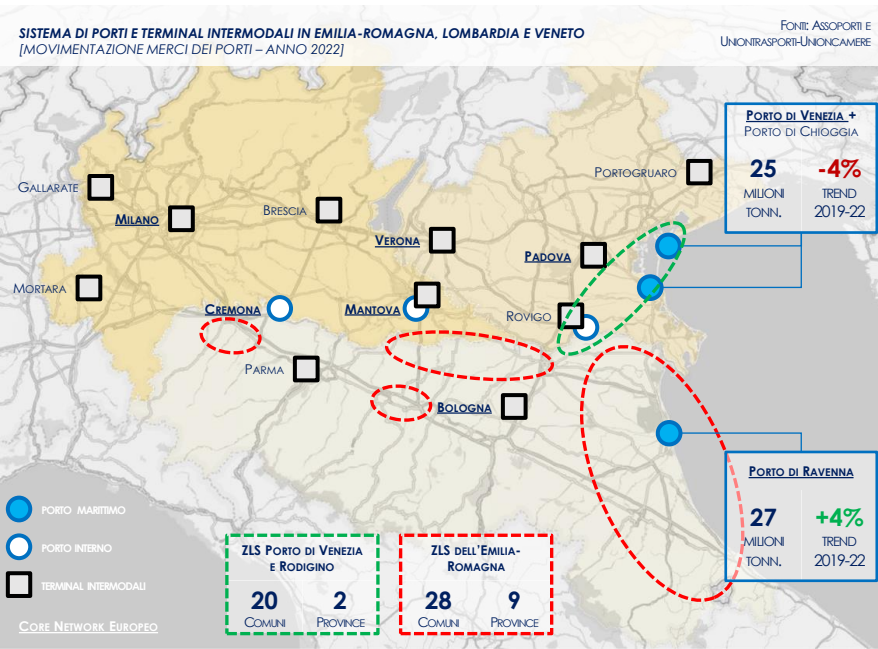 SISTEMA DI PORTI E TERMINAL INTERMODALI IN EMILIA-ROMAGNA, LOMBARDIA E VENETO
[MOVIMENTAZIONE MERCI DEI PORTI – ANNO 2022]
FONTI: ASSOPORTI E
UNIONTRASPORTI-UNIONCAMERE
PORTO DI VENEZIA +
PORTO DI CHIOGGIA
25 -4%
MILIONI TREND
TONN. 2019-22
PORTOGRUARO
GALLARATE
MILANO
BRESCIA
VERONA
PADOVA
MORTARA
CREMONA
MANTOVA
ROVIGO
PARMA
BOLOGNA
PORTO DI RAVENNA
27 +4%
MILIONI TREND
TONN. 2019-22
PORTO MARITTIMO
PORTO INTERNO
TERMINAL INTERMODALI
CORE NETWORK EUROPEO
ZLS PORTO DI VENEZIA
E RODIGINO
20 2
COMUNI PROVINCE
ZLS DELL'EMILIA-
ROMAGNA
28 9
COMUNI PROVINCE